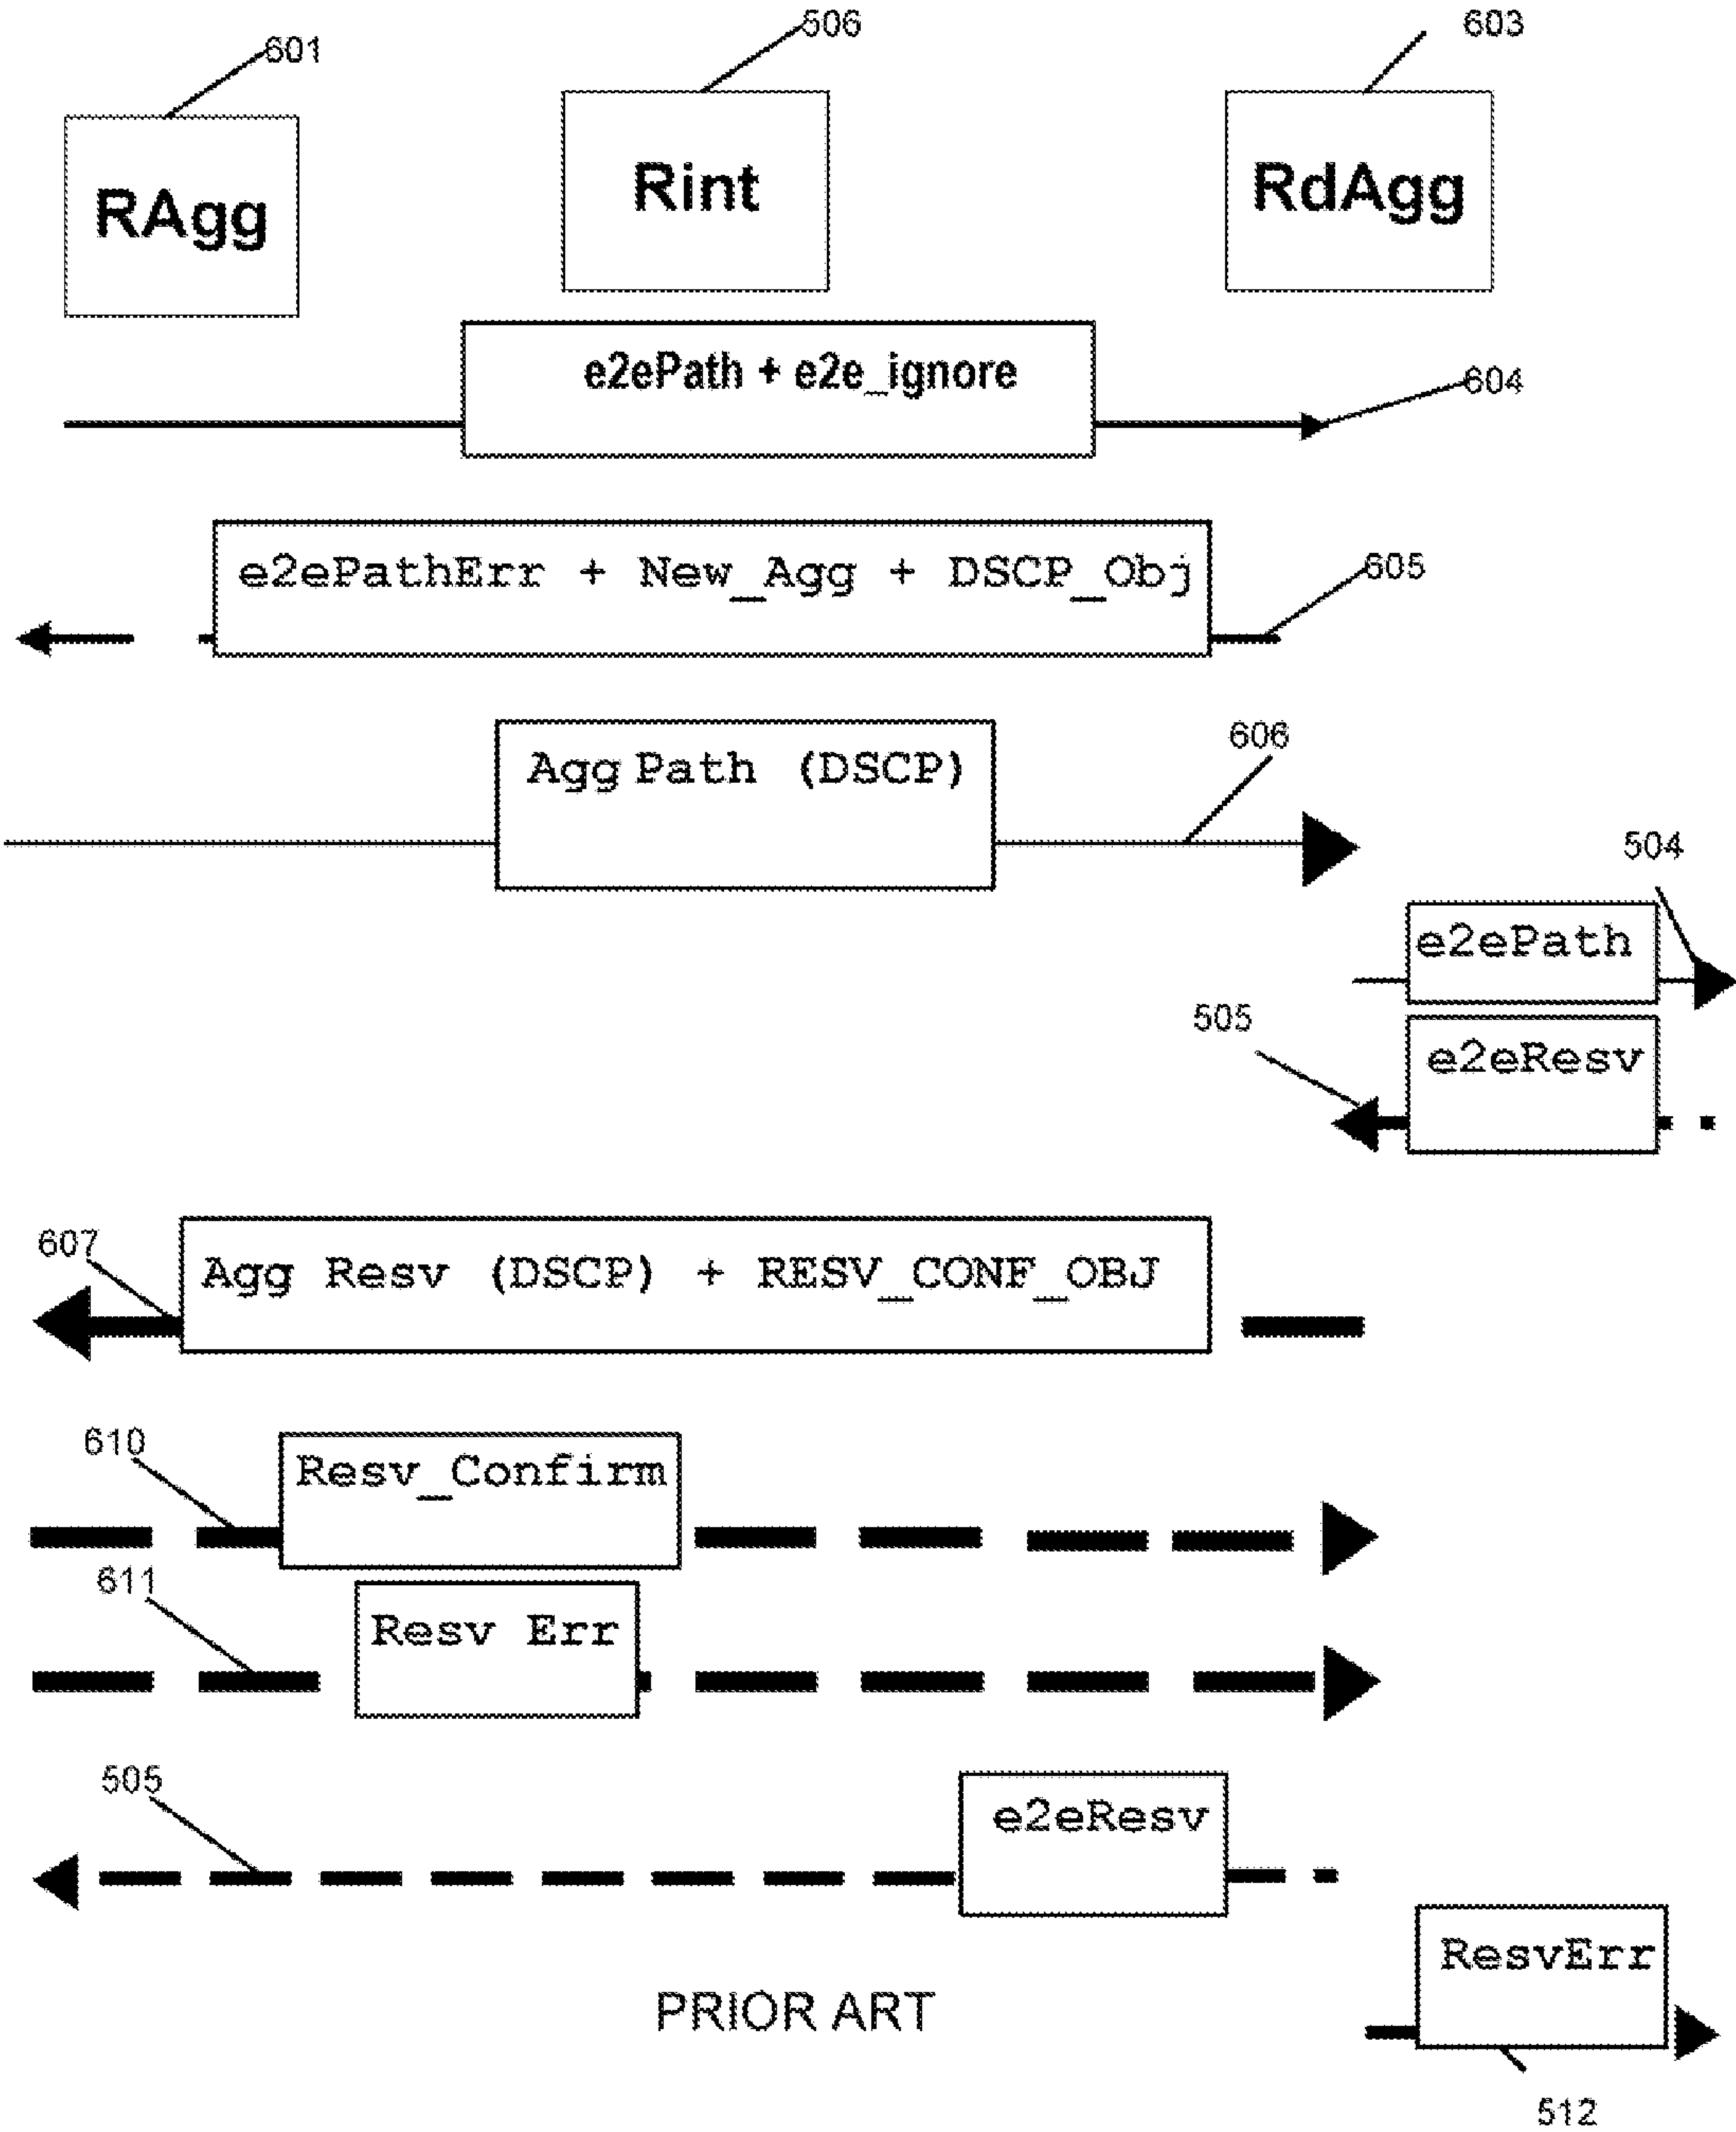 601
506
603
RAgg
Rint
RdAgg
e2ePath + e2e_ignore
604
e2ePathErr + New_Agg + DSCP_Obj
605
606
Agg Path (DSCP)
504
e2ePath
505
e2eResv
607
Agg Resv (DSCP) + RESV_CONF_OBJ
610
Resv_Confirm
611
Resv Err
505
e2eResv
ResvErr
PRIOR ART
512